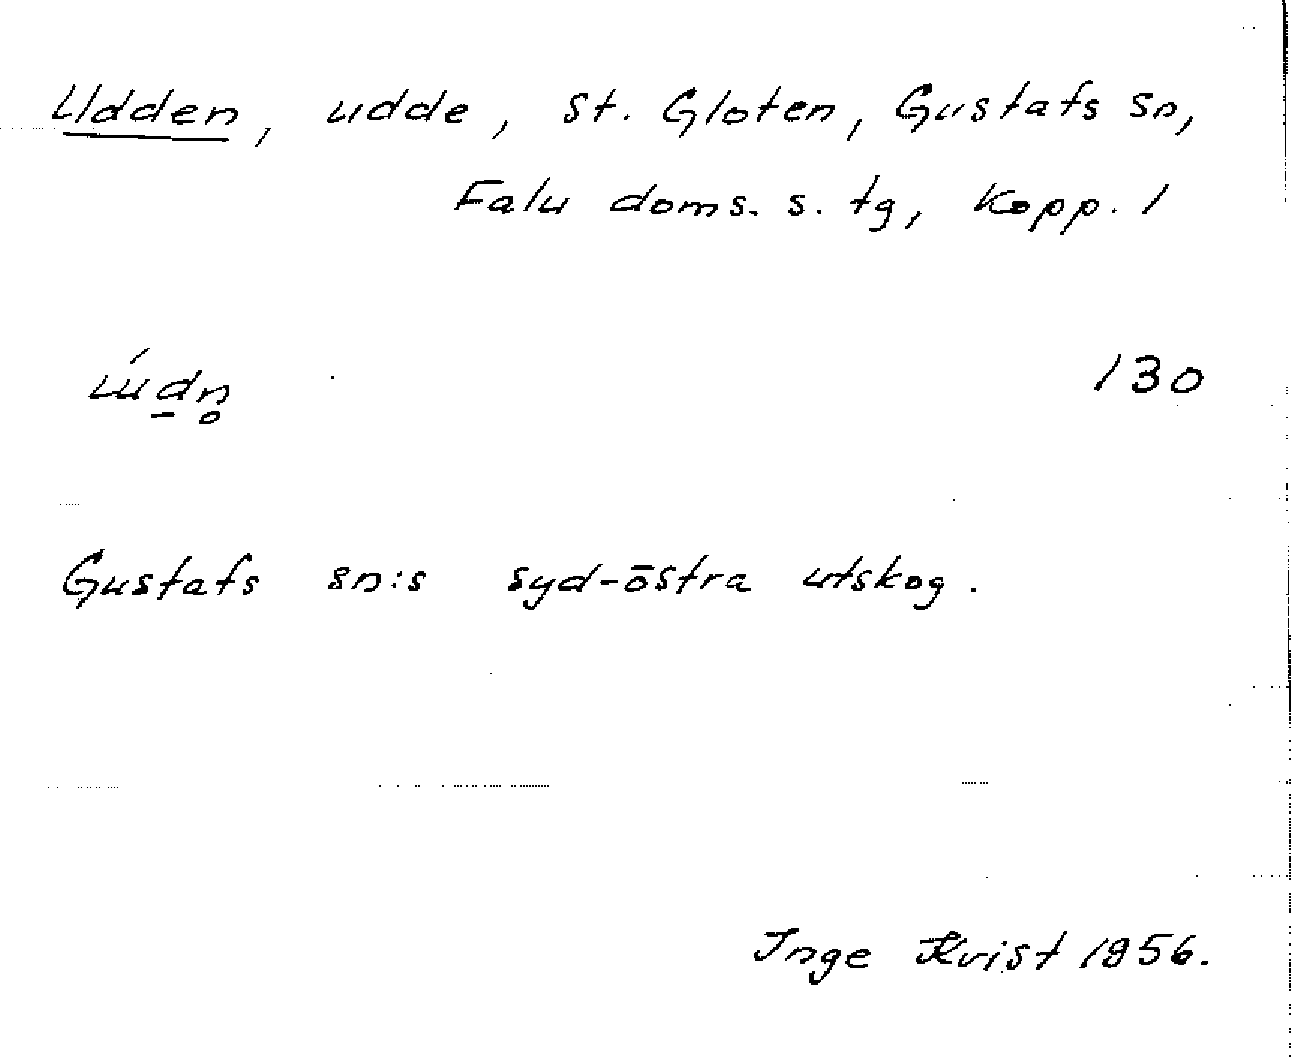 Udden, udde, St. Gloten, Gustafs sn,
Falu doms. s. tg, Kopp. l
úd̲n̥ 130
Gustafs sn:s syd-östra utskog.
Inge Kvist 1956.